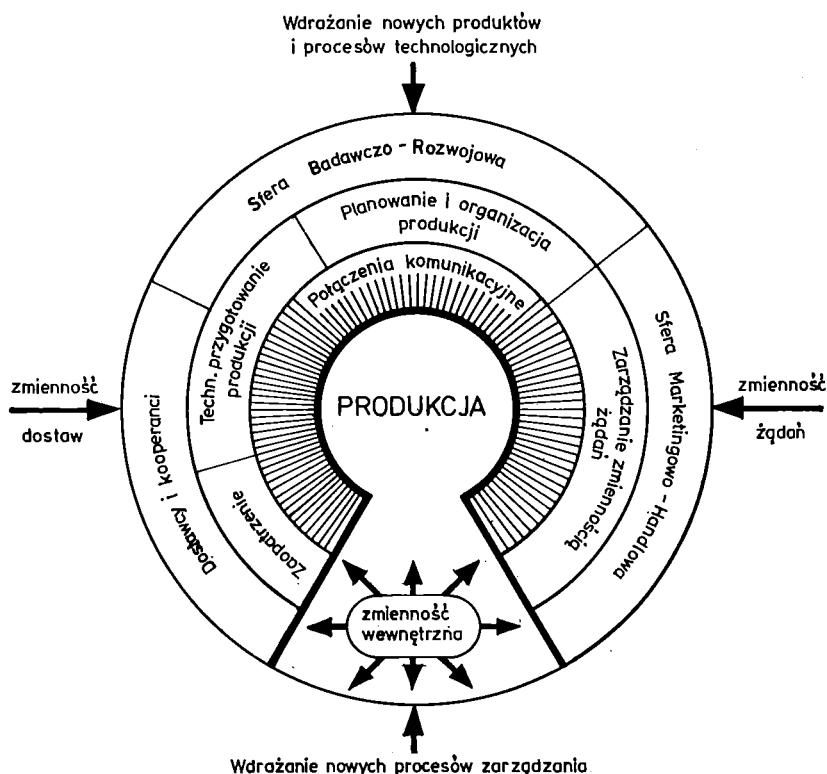 Wdrażanie nowych produktów
i procesów technologicznych
Sfera Badawczo - Rozwojowa
Planowanie i organizacja
produkcji
Połączenia komunikacyjne
Techn. przygotowanie
produkcji
PRODUKCJA
zmienność
dostaw
zmienność
żądań
Sfera Marketingowo - Handlowa
Zarządzanie zmiennością
żądań
Dostawcy i kooperanci
Zaopatrzenie
zmienność
wewnętrzna
Wdrażanie nowych procesów zarządzania